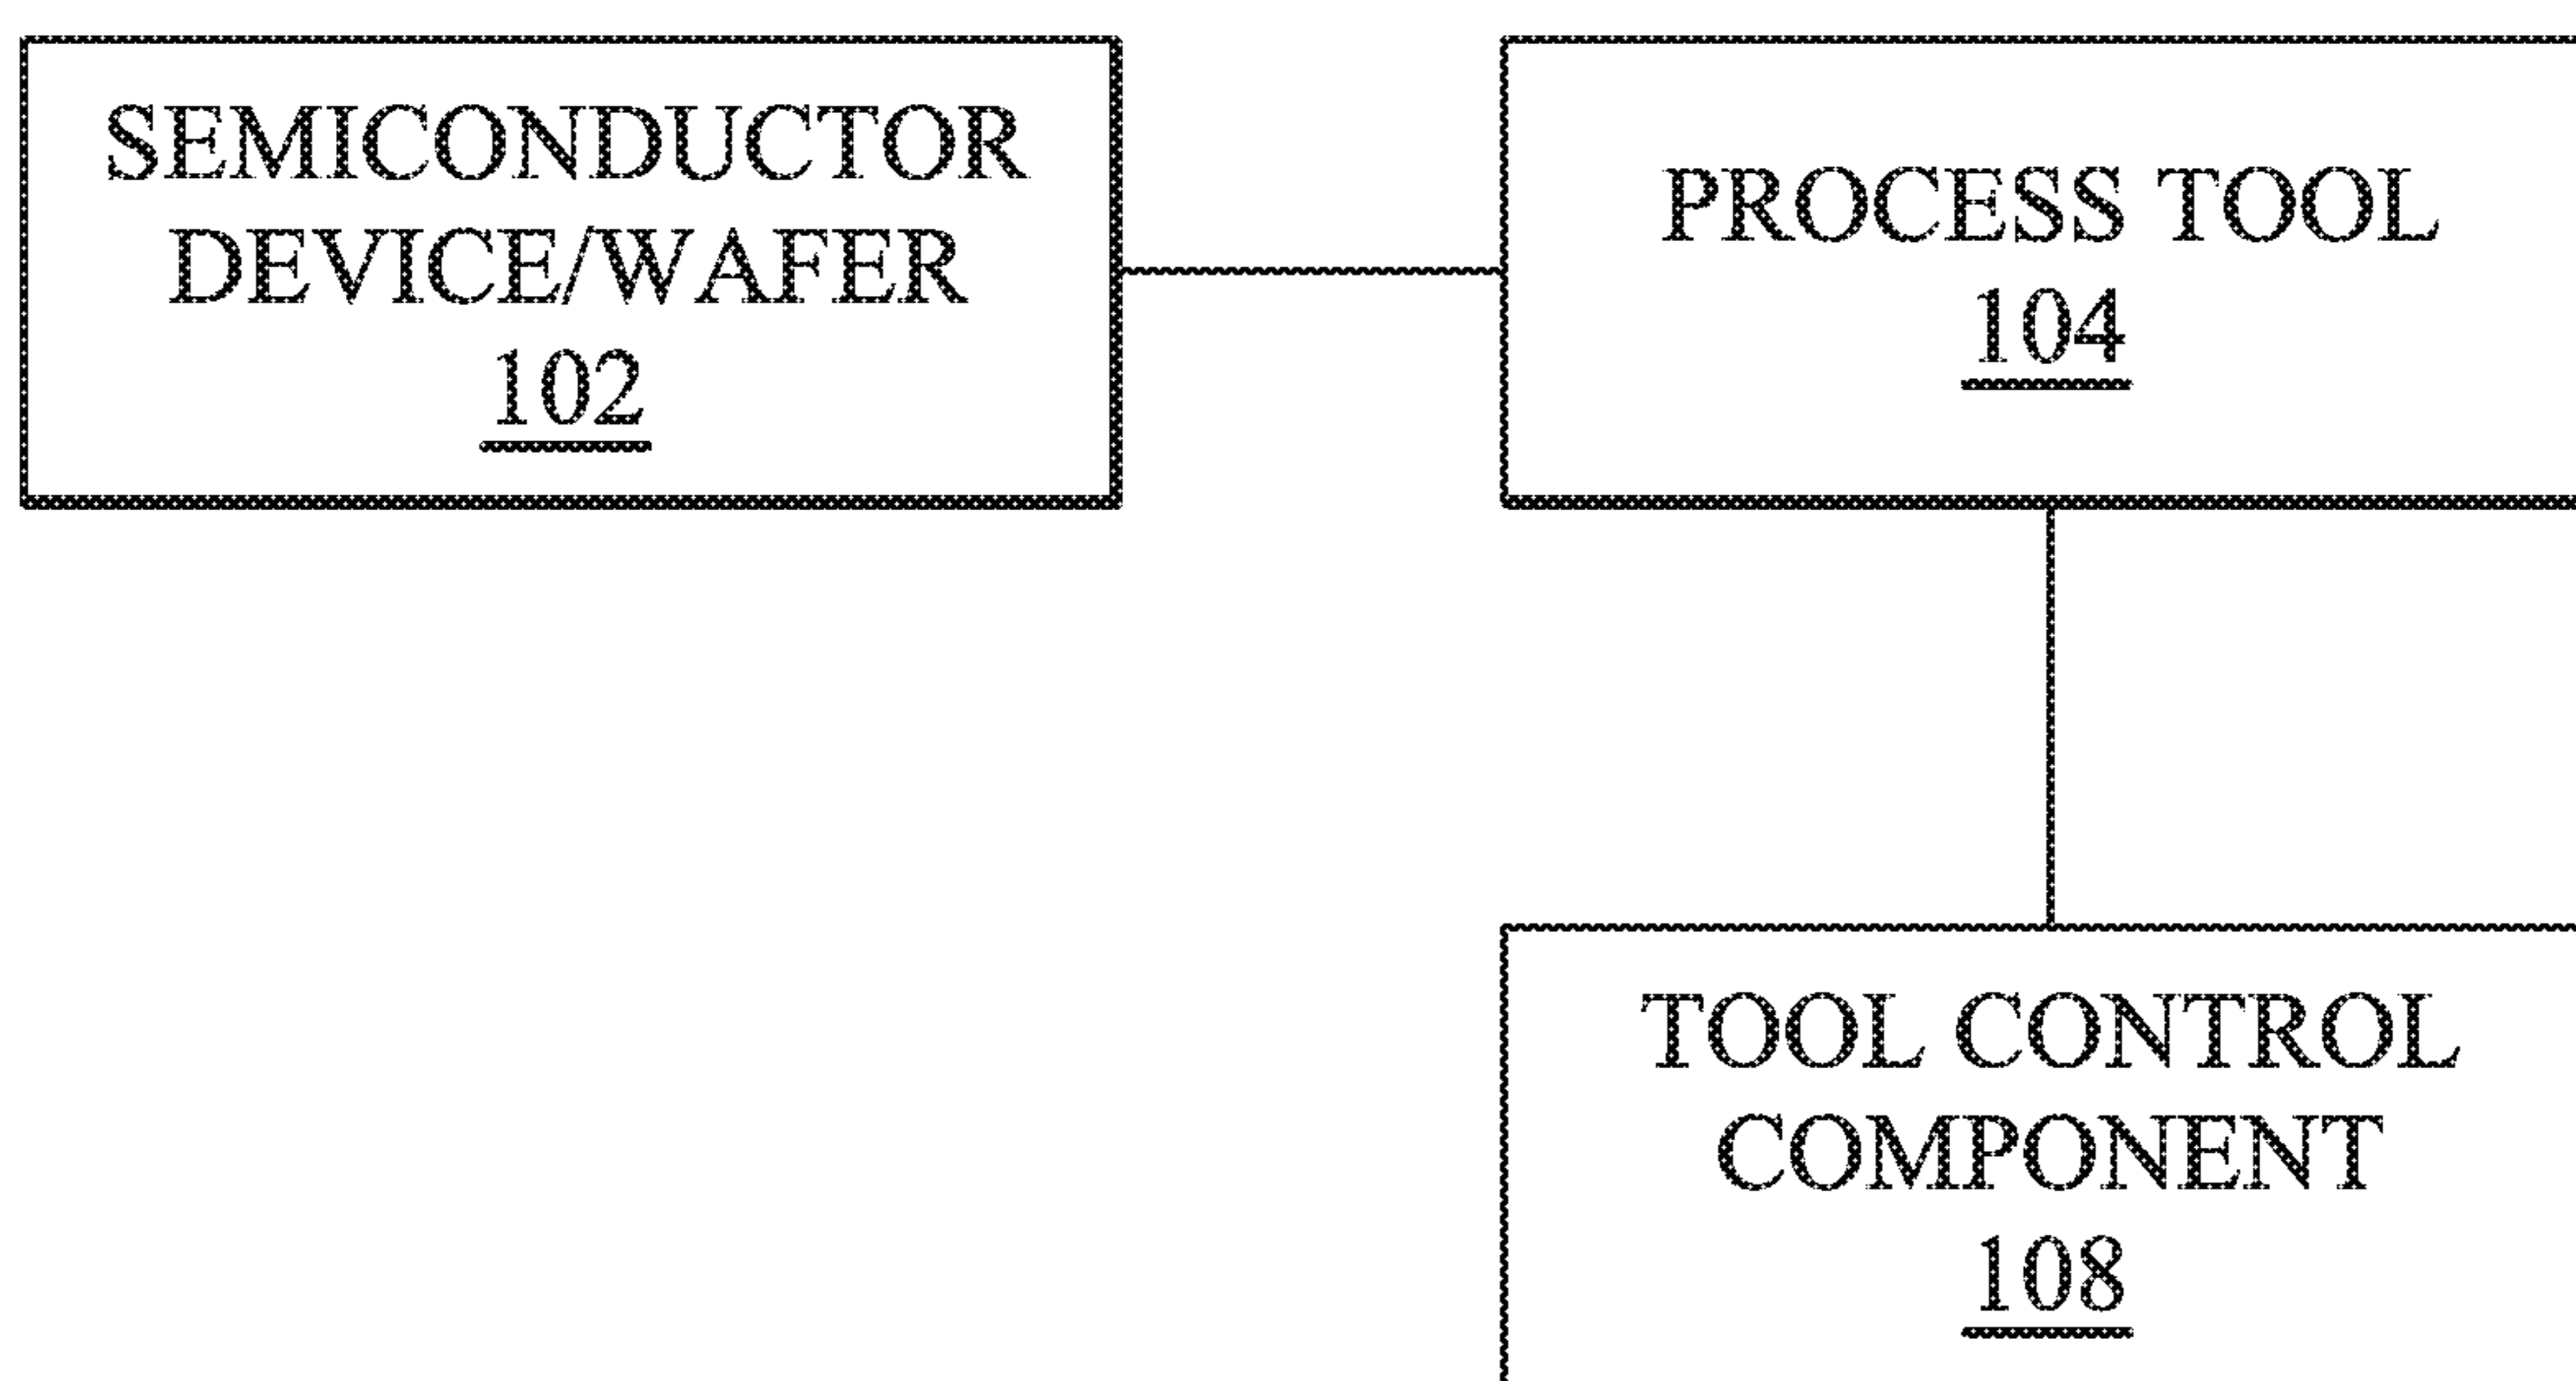 SEMICONDUCTOR
DEVICE/WAFER
102
PROCESS TOOL
104
TOOL CONTROL
COMPONENT
108